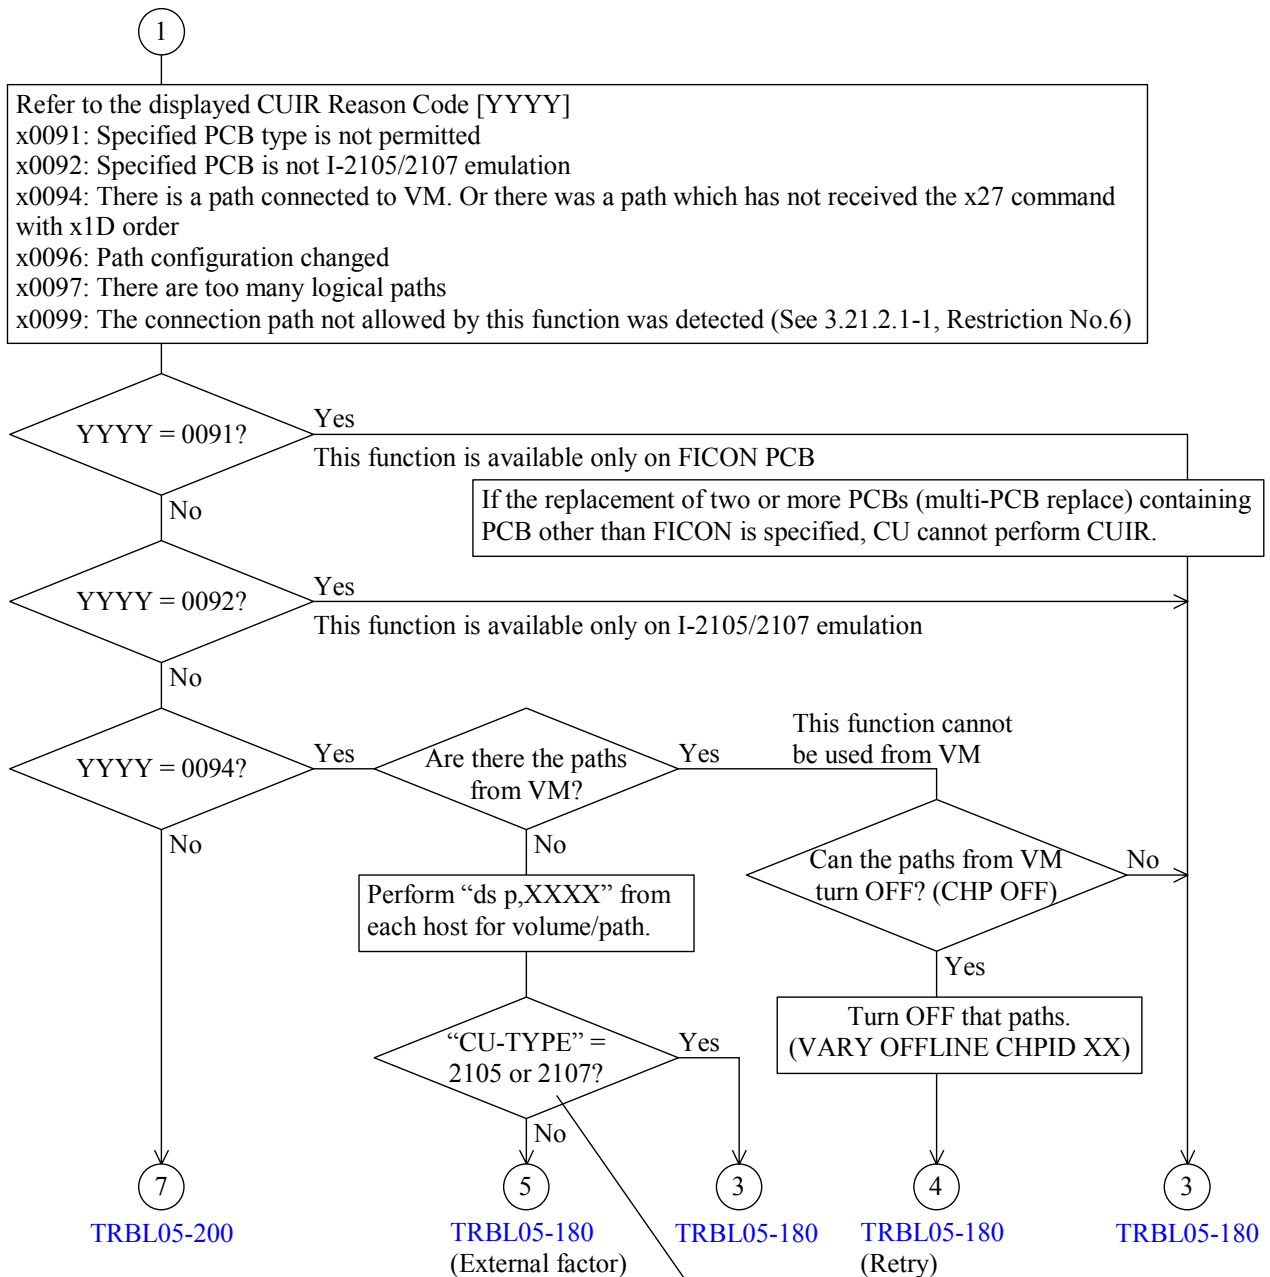 1
Refer to the displayed CUIR Reason Code [YYYY]
x0091: Specified PCB type is not permitted
x0092: Specified PCB is not I-2105/2107 emulation
x0094: There is a path connected to VM. Or there was a path which has not received the x27 command
with x1D order
x0096: Path configuration changed
x0097: There are too many logical paths
x0099: The connection path not allowed by this function was detected (See 3.21.2.1-1, Restriction No.6)
YYYY = 0091?
Yes
This function is available only on FICON PCB
No
If the replacement of two or more PCBs (multi-PCB replace) containing
PCB other than FICON is specified, CU cannot perform CUIR.
YYYY = 0092?
Yes
This function is available only on I-2105/2107 emulation
No
YYYY = 0094?
Yes
Are there the paths
from VM?
Yes
This function cannot
be used from VM
No
No
Can the paths from VM
turn OFF? (CHP OFF)
No
Perform “ds p,XXXX” from
each host for volume/path.
Yes
Turn OFF that paths.
(VARY OFFLINE CHPID XX)
“CU-TYPE” =
2105 or 2107?
Yes
No
7
5
3
4
3
TRBL05-200
TRBL05-180
(External factor)
TRBL05-180
TRBL05-180
(Retry)
TRBL05-180